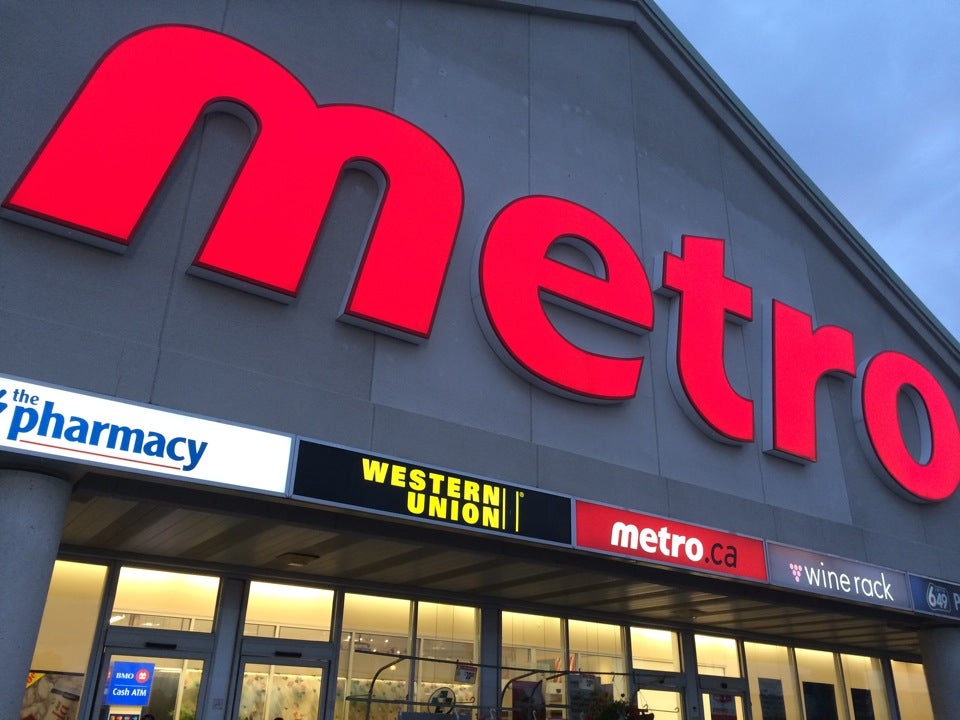 metro
the
pharmacy
WESTERN
UNION
metro.ca
wine rack
649
BMO
Cash ATM